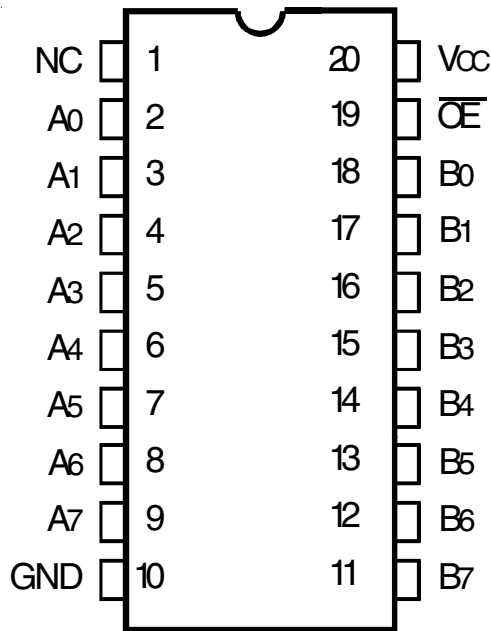 NC 1 20 VCC
A0 2 19 O̅E̅
A1 3 18 B0
A2 4 17 B1
A3 5 16 B2
A4 6 15 B3
A5 7 14 B4
A6 8 13 B5
A7 9 12 B6
GND 10 11 B7